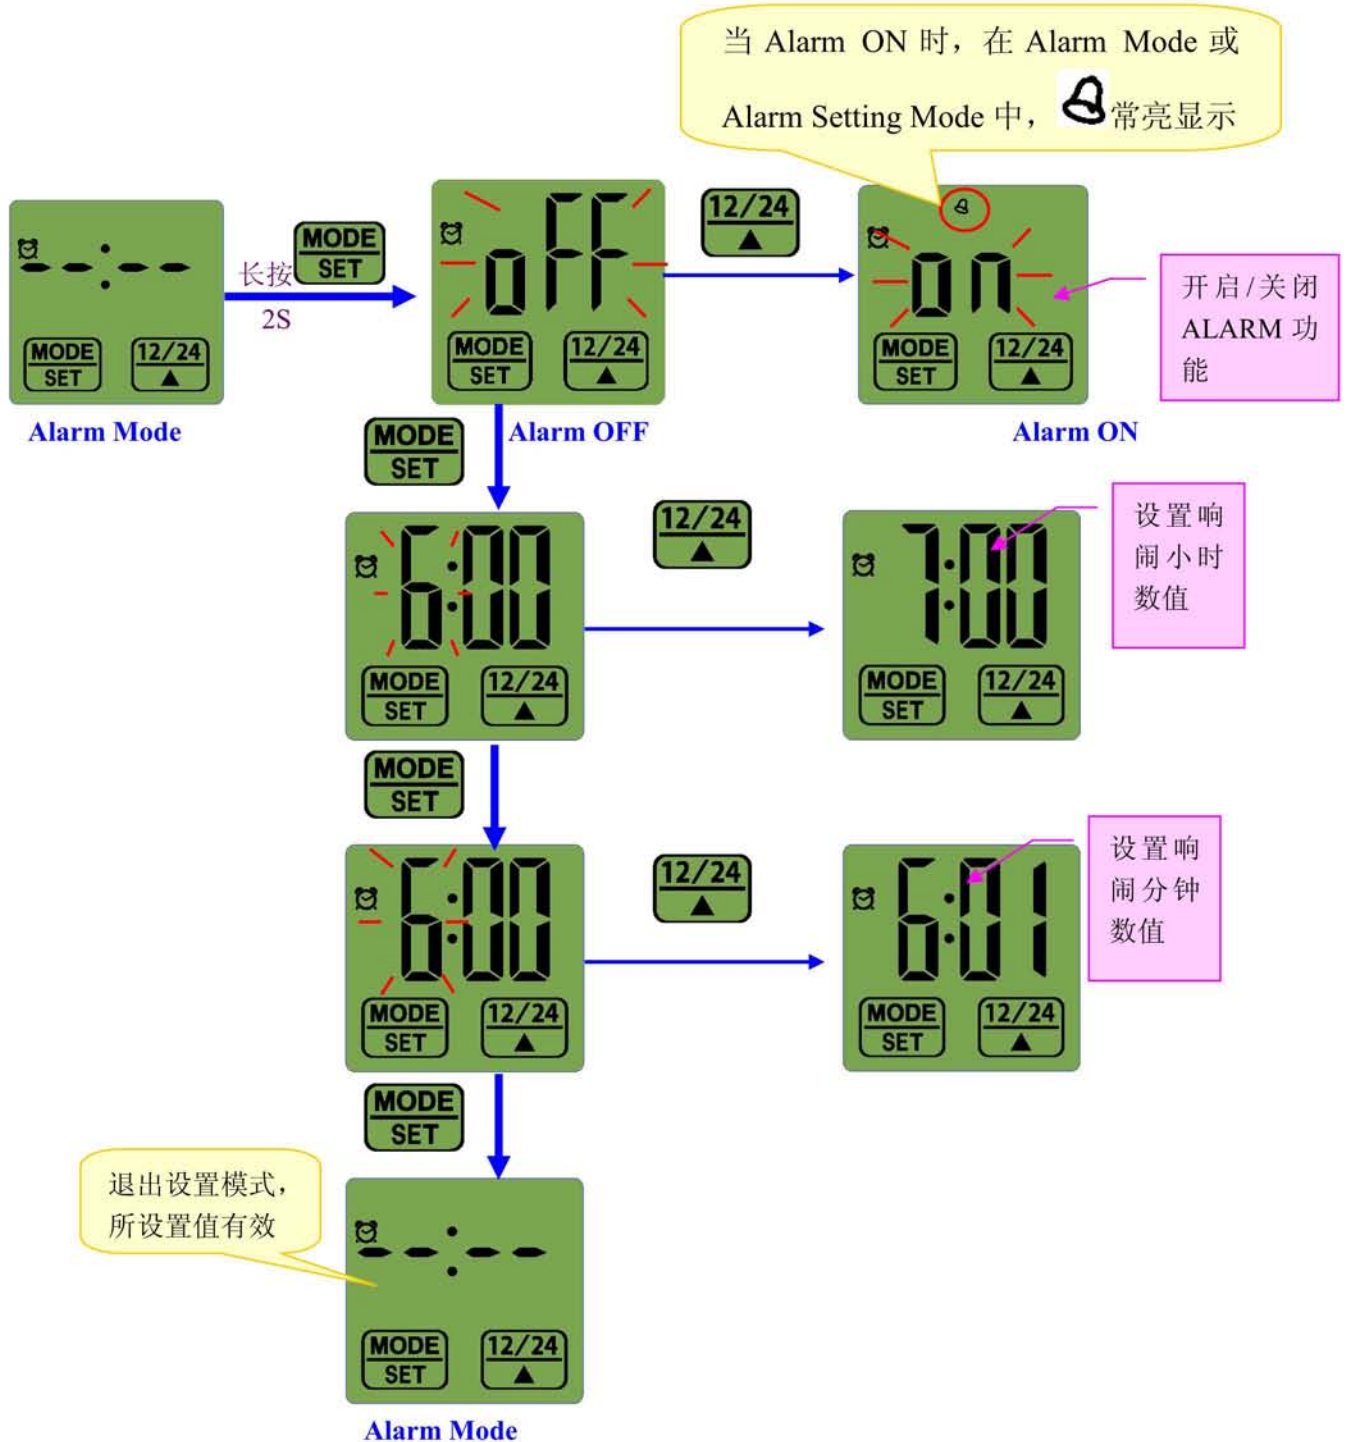 当 Alarm ON 时，在 Alarm Mode 或
Alarm Setting Mode 中， 常亮显示
MODE
SET
长按
2S
MODE
SET
12/24
▲
Alarm Mode
oFF
MODE
SET
12/24
▲
Alarm OFF
12/24
▲
on
MODE
SET
12/24
▲
Alarm ON
开启/关闭
ALARM 功
能
MODE
SET
6:00
MODE
SET
12/24
▲
12/24
▲
7:00
MODE
SET
12/24
▲
设置响
闹小时
数值
MODE
SET
6:00
MODE
SET
12/24
▲
12/24
▲
6:01
MODE
SET
12/24
▲
设置响
闹分钟
数值
MODE
SET
退出设置模式，
所设置值有效
--:--
MODE
SET
12/24
▲
Alarm Mode